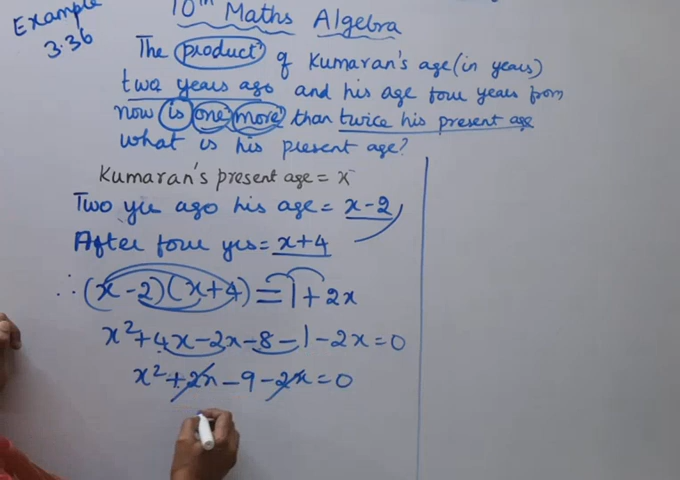 Example
3.36
10th Maths Algebra
The product of Kumaran's age (in years)
two years ago and his age four years from
now is one more than twice his present age
what is his present age?
Kumaran's present age = x
Two yrs ago his age = x-2
After four yrs = x+4
∴ (x-2)(x+4) = 1+2x
x²+4x-2x-8-1-2x=0
x²+2x-9-2x=0